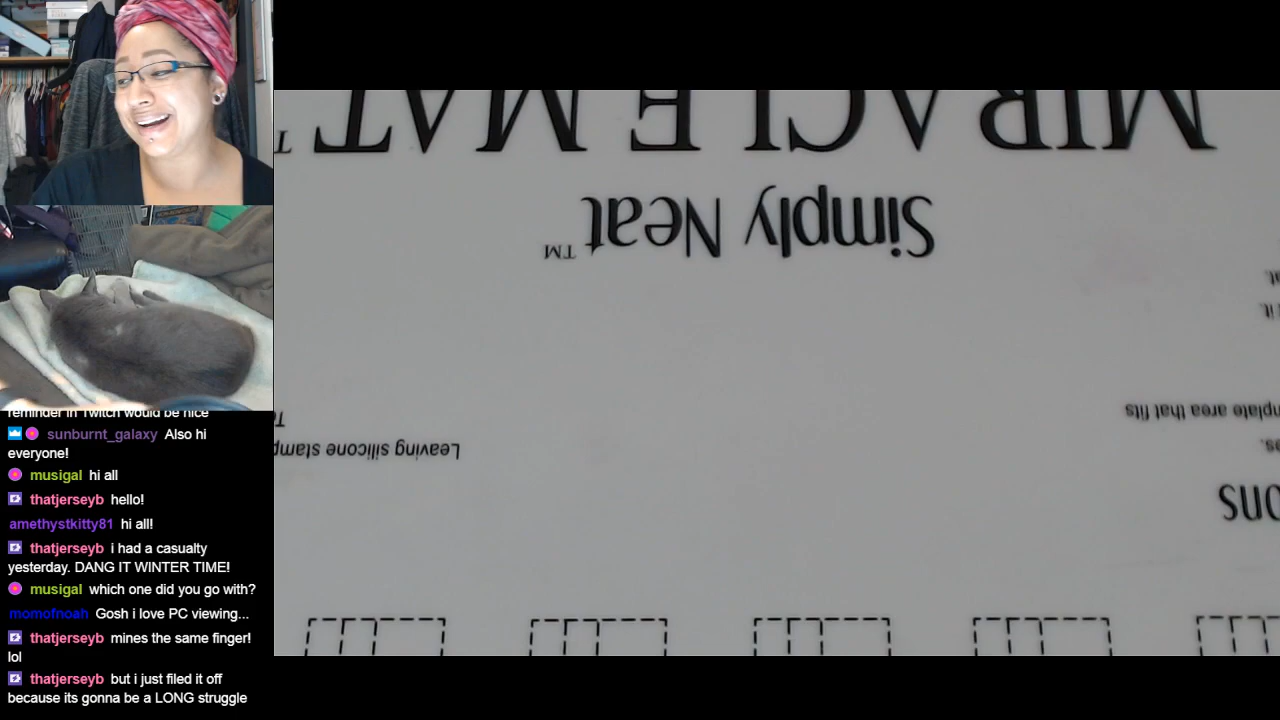 MIRACLE MAT
Simply Neat™
Leaving silicone stamp
nplate area that fits
ons
reminder in Twitch would be nice
sunburnt_galaxy Also hi
everyone!
musigal hi all
thatjerseyb hello!
amethystkitty81 hi all!
thatjerseyb i had a casualty
yesterday. DANG IT WINTER TIME!
musigal which one did you go with?
momofnoah Gosh i love PC viewing...
thatjerseyb mines the same finger!
lol
thatjerseyb but i just filed it off
because its gonna be a LONG struggle